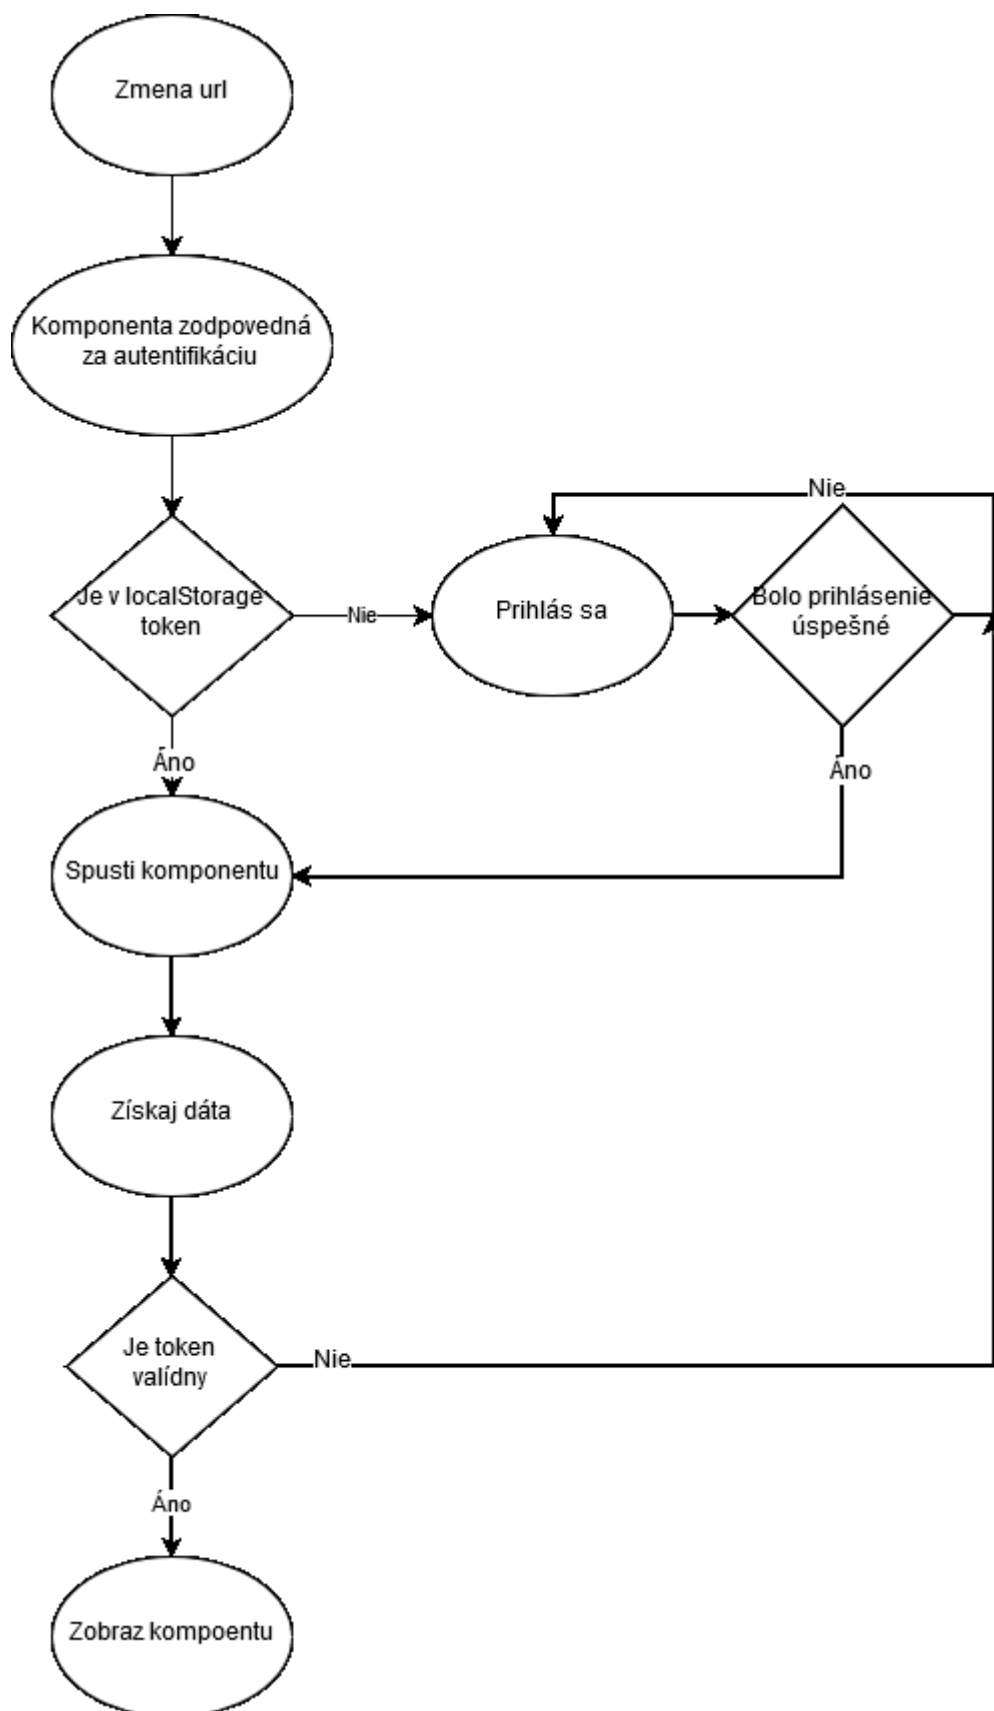 Zmena url
Komponenta zodpovedná
za autentifikáciu
Nie
Je v localStorage
token
Nie
Prihlás sa
Bolo prihlásenie
úspešné
Áno
Áno
Spusti komponentu
Získaj dáta
Je token
valídny
Nie
Áno
Zobraz kompoentu